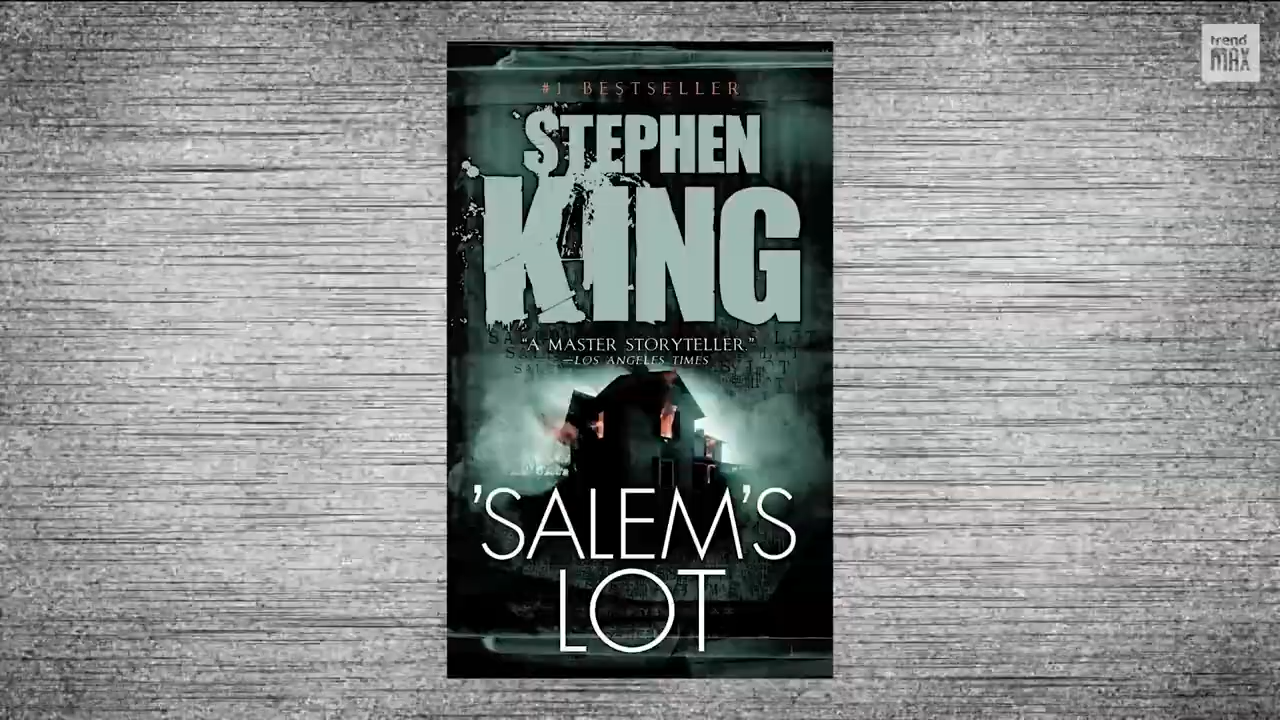 trend
MAX
#1 BESTSELLER
STEPHEN
KING
"A MASTER STORYTELLER."
—LOS ANGELES TIMES
'SALEM'S
LOT